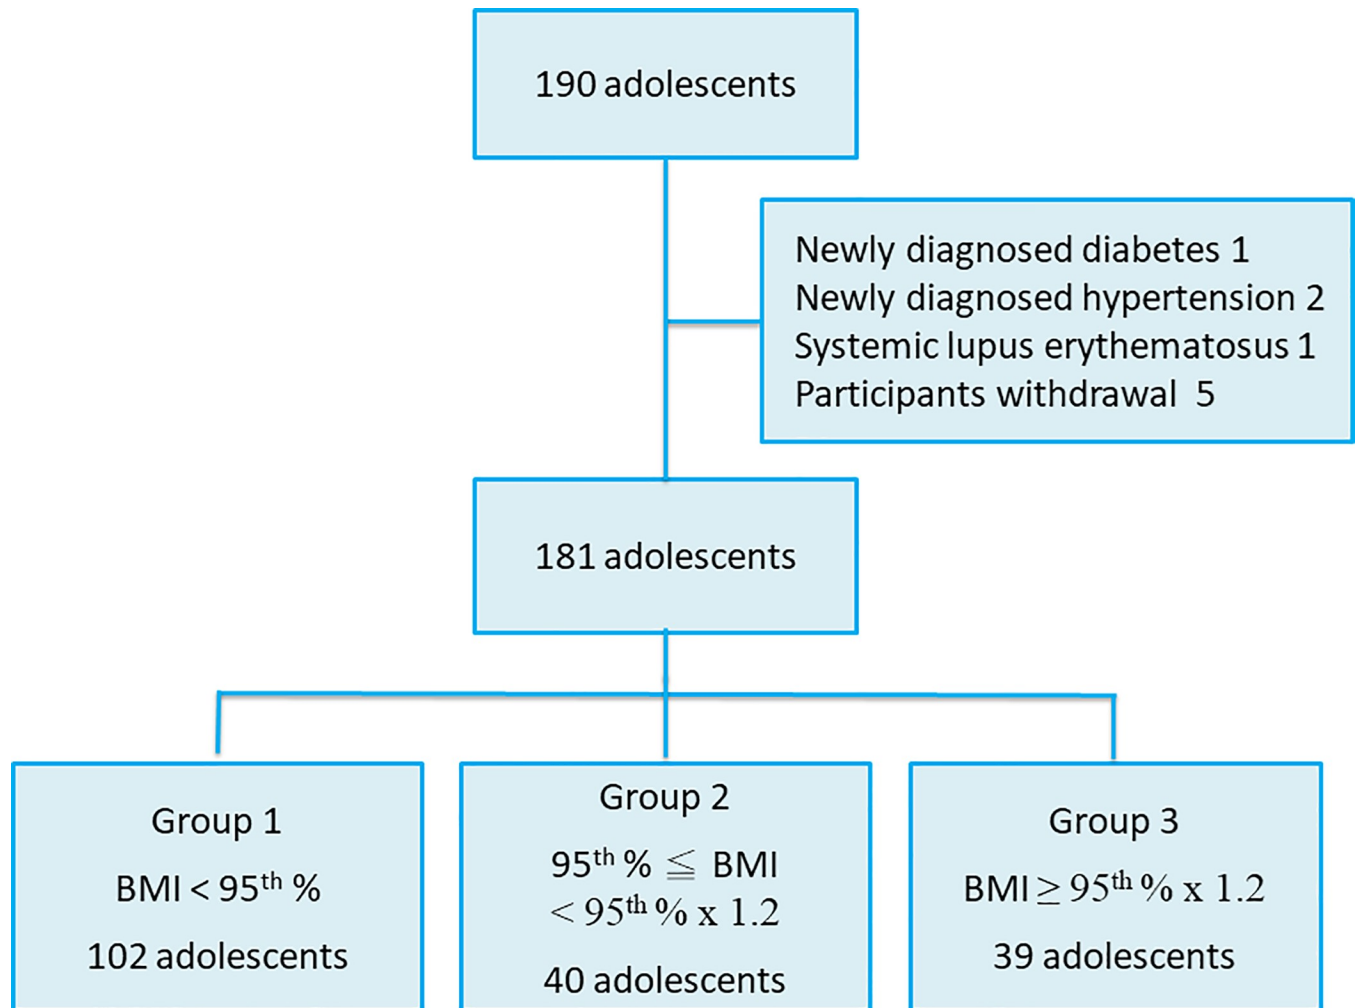 190 adolescents
Newly diagnosed diabetes 1
Newly diagnosed hypertension 2
Systemic lupus erythematosus 1
Participants withdrawal  5
181 adolescents
Group 1
BMI < 95th %
102 adolescents
Group 2
95th % ≦ BMI
< 95th % x 1.2
40 adolescents
Group 3
BMI ≥ 95th % x 1.2
39 adolescents